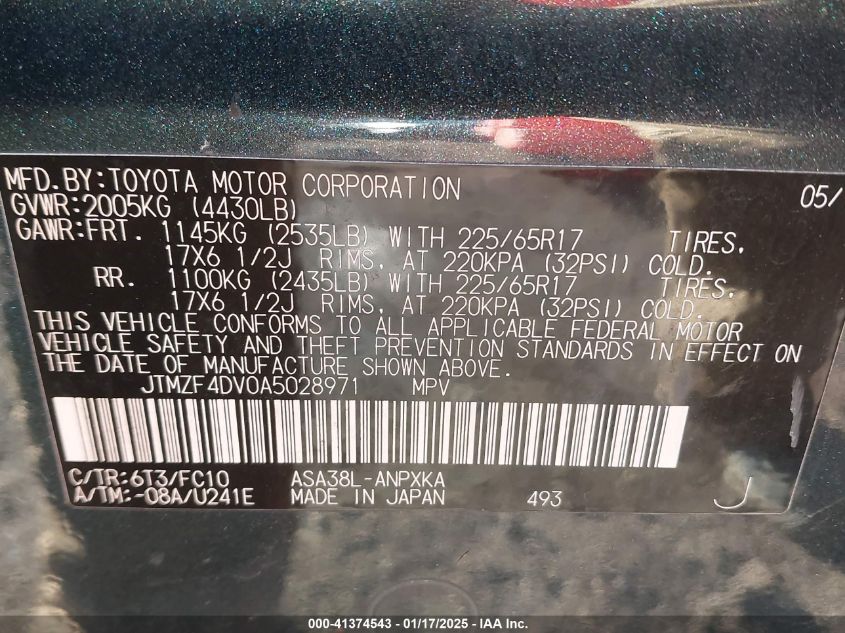 MFD.BY:TOYOTA MOTOR CORPORATION 05/
GVWR:2005KG (4430LB)
GAWR:FRT. 1145KG (2535LB) WITH 225/65R17 TIRES,
17X6 1/2J RIMS, AT 220KPA (32PSI) COLD.
RR. 1100KG (2435LB) WITH 225/65R17 TIRES,
17X6 1/2J RIMS, AT 220KPA (32PSI) COLD.
THIS VEHICLE CONFORMS TO ALL APPLICABLE FEDERAL MOTOR
VEHICLE SAFETY AND THEFT PREVENTION STANDARDS IN EFFECT ON
THE DATE OF MANUFACTURE SHOWN ABOVE.
JTMZF4DV0A5028971 MPV
C/TR:6T3/FC10 ASA38L-ANPXKA
A/TM:-08A/U241E MADE IN JAPAN 493 J
000-41374543 — 01/17/2025 — IAA Inc.